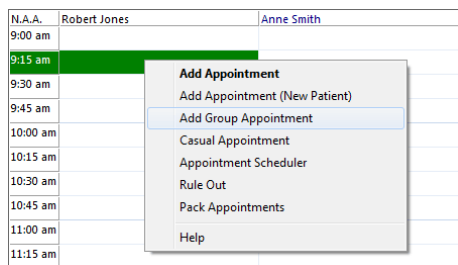 N.A.A. Robert Jones Anne Smith
9:00 am
9:15 am
Add Appointment
9:30 am
Add Appointment (New Patient)
9:45 am
Add Group Appointment
10:00 am
Casual Appointment
10:15 am
Appointment Scheduler
10:30 am
Rule Out
10:45 am
Pack Appointments
11:00 am
Help
11:15 am